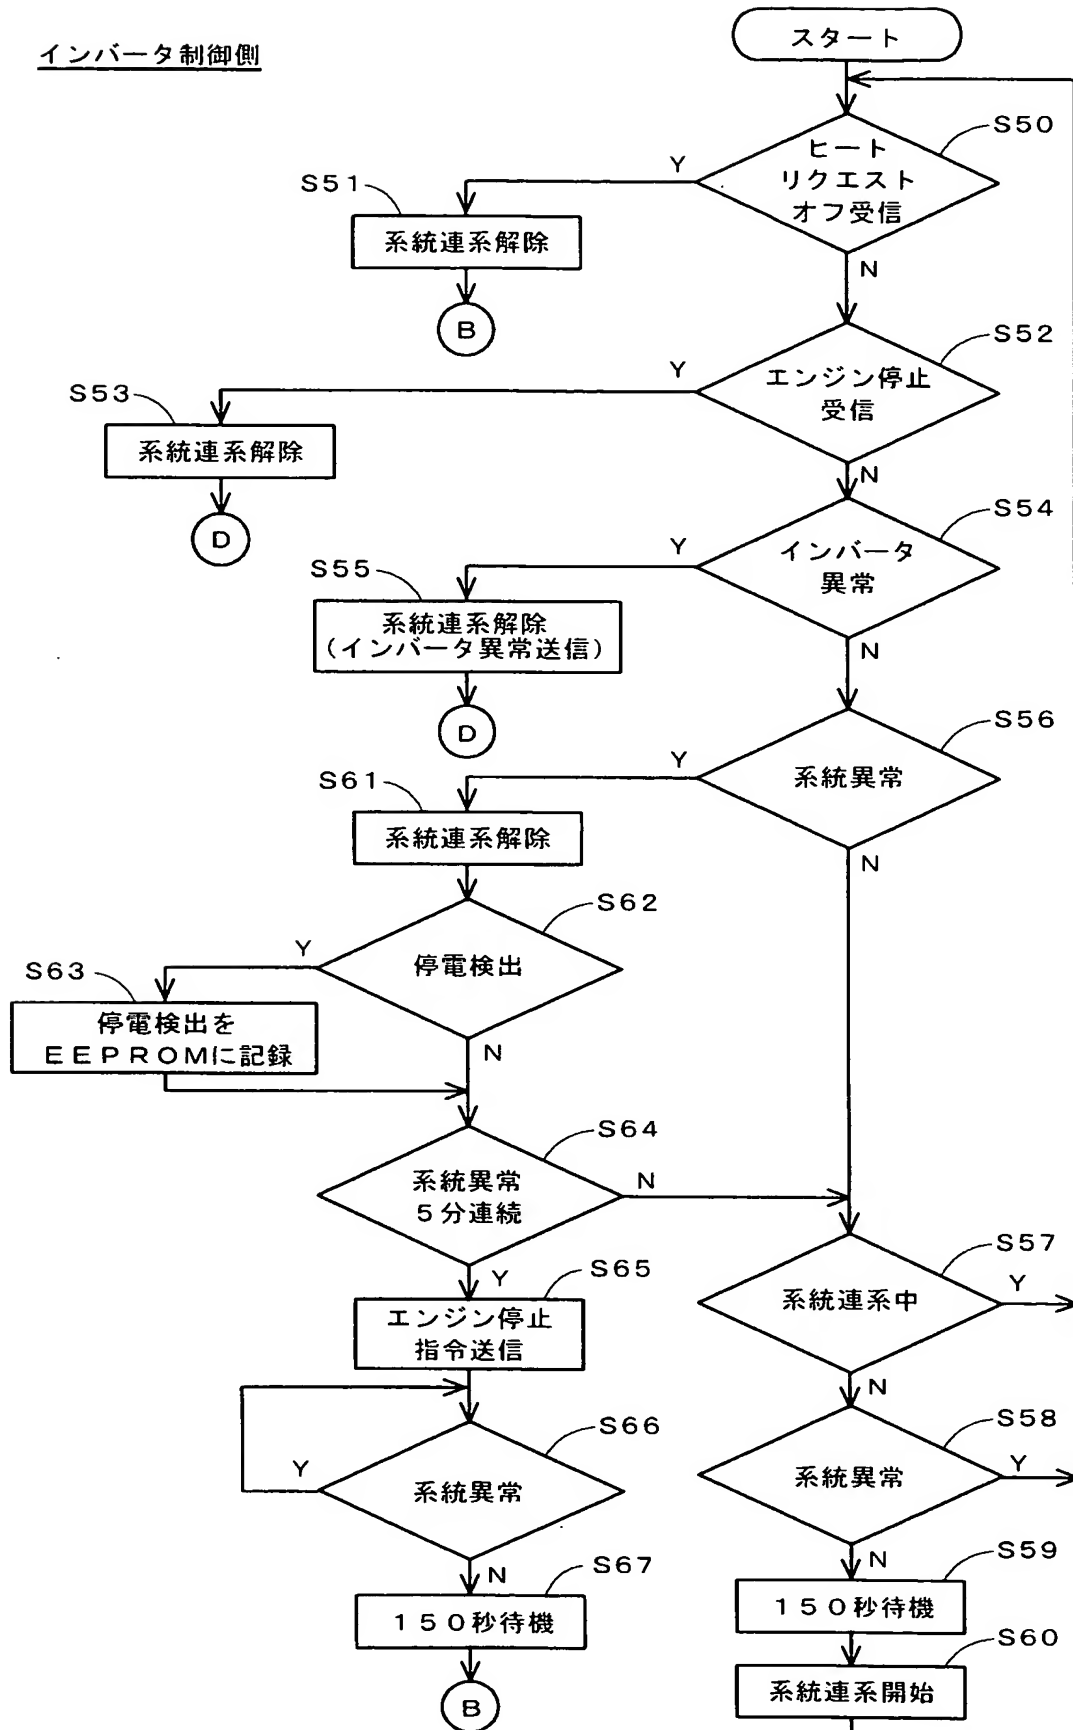 インバータ制御側
スタート
S50
ヒート
リクエスト
オフ受信
Y
N
S51
系統連系解除
B
S52
エンジン停止
受信
Y
N
S53
系統連系解除
D
S54
インバータ
異常
Y
N
S55
系統連系解除
(インバータ異常送信)
D
S56
系統異常
Y
N
S61
系統連系解除
S62
停電検出
Y
N
S63
停電検出を
EEPROMに記録
S64
系統異常
5分連続
N
Y
S57
系統連系中
Y
N
S65
エンジン停止
指令送信
S58
系統異常
Y
N
S66
系統異常
Y
N
S59
150秒待機
S67
150秒待機
S60
系統連系開始
B